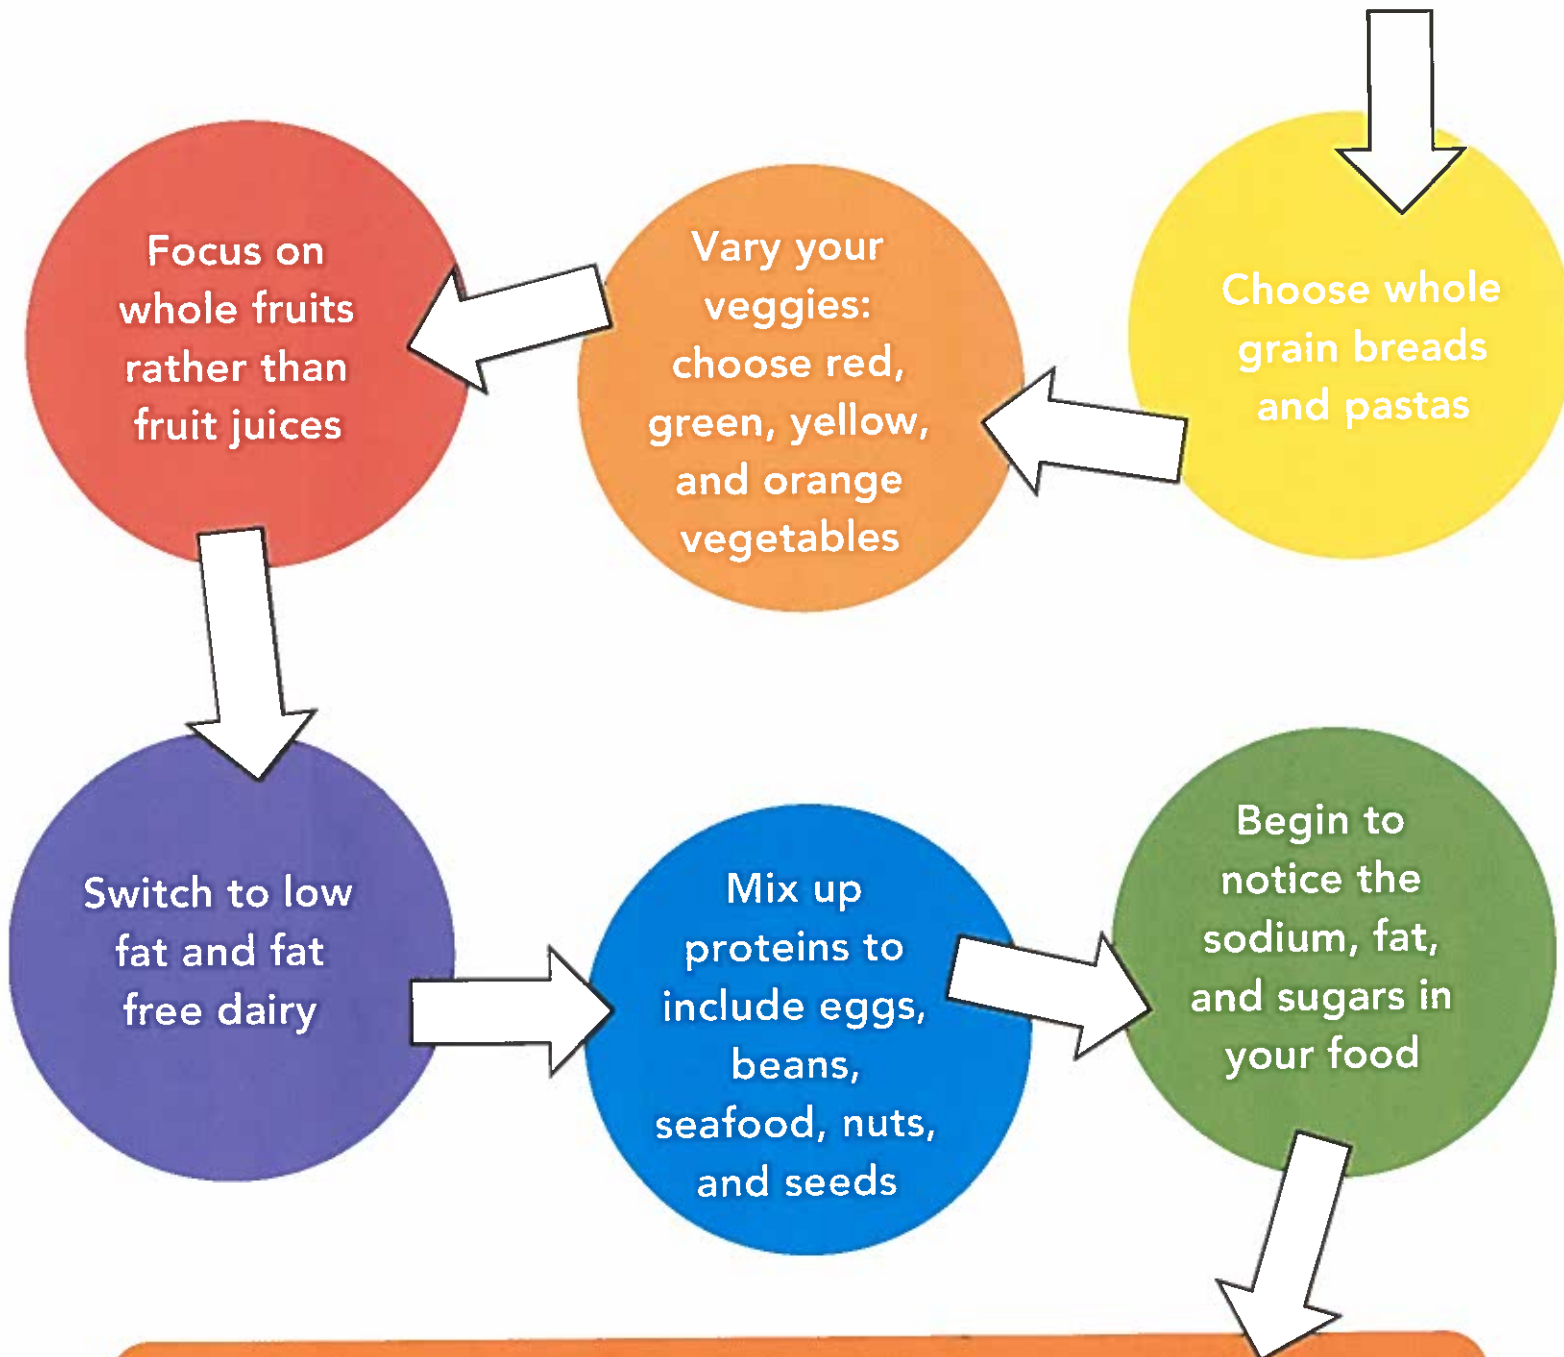 Choose whole
grain breads
and pastas
Vary your
veggies:
choose red,
green, yellow,
and orange
vegetables
Focus on
whole fruits
rather than
fruit juices
Switch to low
fat and fat
free dairy
Mix up
proteins to
include eggs,
beans,
seafood, nuts,
and seeds
Begin to
notice the
sodium, fat,
and sugars in
your food